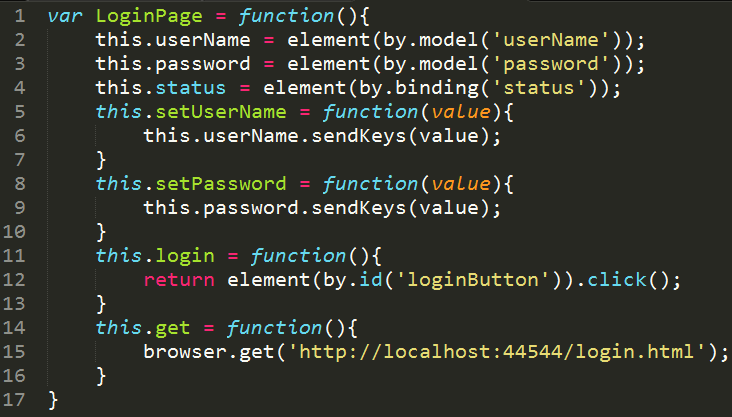 1 var LoginPage = function(){
2     this.userName = element(by.model('userName'));
3     this.password = element(by.model('password'));
4     this.status = element(by.binding('status'));
5     this.setUserName = function(value){
6         this.userName.sendKeys(value);
7     }
8     this.setPassword = function(value){
9         this.password.sendKeys(value);
10     }
11     this.login = function(){
12         return element(by.id('loginButton')).click();
13     }
14     this.get = function(){
15         browser.get('http://localhost:44544/login.html');
16     }
17 }